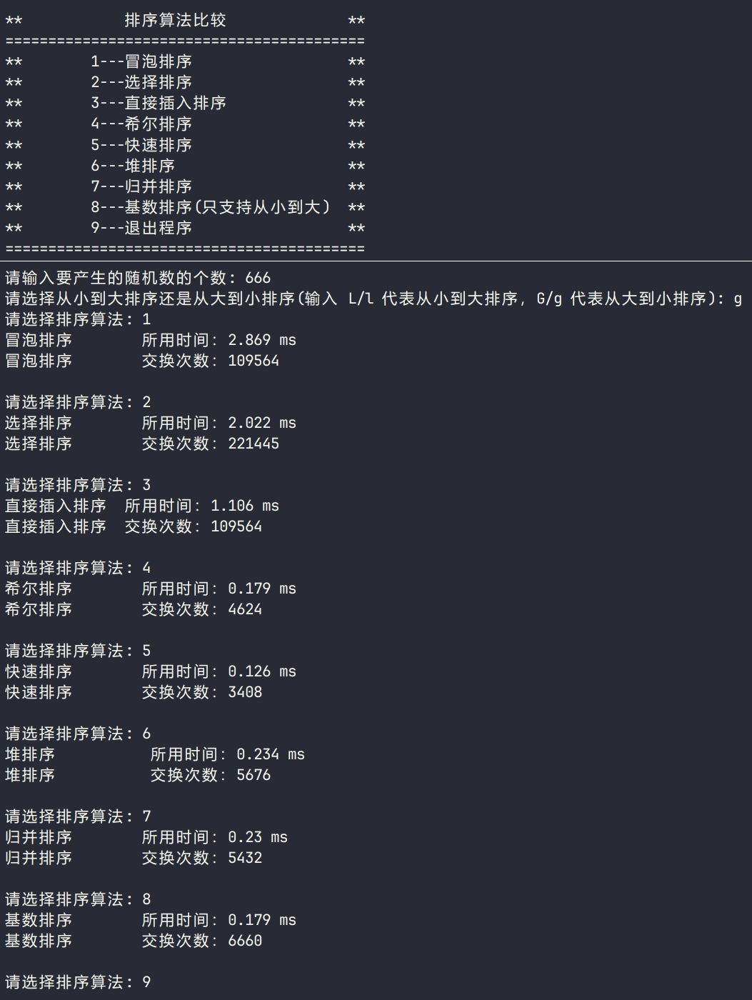 **            排序算法比较              **
==========================================
**        1---冒泡排序                  **
**        2---选择排序                  **
**        3---直接插入排序              **
**        4---希尔排序                  **
**        5---快速排序                  **
**        6---堆排序                    **
**        7---归并排序                  **
**        8---基数排序(只支持从小到大)  **
**        9---退出程序                  **
==========================================
请输入要产生的随机数的个数: 666
请选择从小到大排序还是从大到小排序(输入 L/l 代表从小到大排序, G/g 代表从大到小排序): g
请选择排序算法: 1
冒泡排序        所用时间: 2.869 ms
冒泡排序        交换次数: 109564
请选择排序算法: 2
选择排序        所用时间: 2.022 ms
选择排序        交换次数: 221445
请选择排序算法: 3
直接插入排序  所用时间: 1.106 ms
直接插入排序  交换次数: 109564
请选择排序算法: 4
希尔排序        所用时间: 0.179 ms
希尔排序        交换次数: 4624
请选择排序算法: 5
快速排序        所用时间: 0.126 ms
快速排序        交换次数: 3408
请选择排序算法: 6
堆排序           所用时间: 0.234 ms
堆排序           交换次数: 5676
请选择排序算法: 7
归并排序        所用时间: 0.23 ms
归并排序        交换次数: 5432
请选择排序算法: 8
基数排序        所用时间: 0.179 ms
基数排序        交换次数: 6660
请选择排序算法: 9